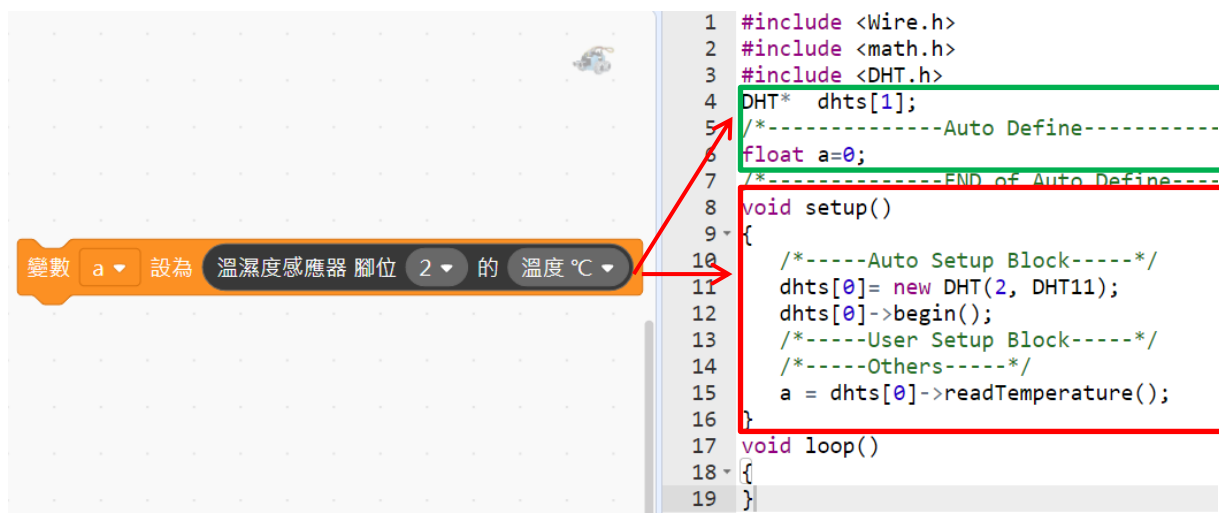 變數 a 設為 溫濕度感應器 腳位 2 的 溫度 ℃
1 #include <Wire.h>
2 #include <math.h>
3 #include <DHT.h>
4 DHT*  dhts[1];
5 /*--------------Auto Define-----------
6 float a=0;
7 /*--------------END of Auto Define----
8 void setup()
9 {
10 /*-----Auto Setup Block-----*/
11 dhts[0]= new DHT(2, DHT11);
12 dhts[0]->begin();
13 /*-----User Setup Block-----*/
14 /*-----Others-----*/
15 a = dhts[0]->readTemperature();
16 }
17 void loop()
18 {
19 }